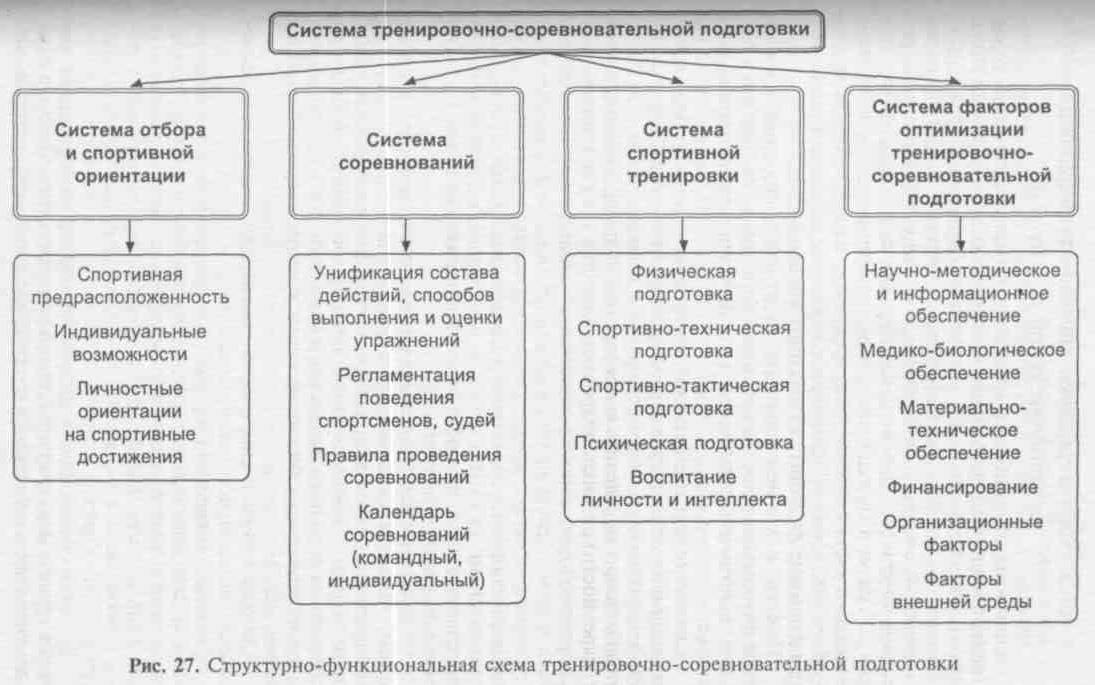 Система тренировочно-соревновательной подготовки
Система отбора
и спортивной
ориентации
Система
соревнований
Система
спортивной
тренировки
Система факторов
оптимизации
тренировочно-
соревновательной
подготовки
Спортивная
предрасположенность
Индивидуальные
возможности
Личностные
ориентации
на спортивные
достижения
Унификация состава
действий, способов
выполнения и оценки
упражнений
Регламентация
поведения
спортсменов, судей
Правила проведения
соревнований
Календарь
соревнований
(командный,
индивидуальный)
Физическая
подготовка
Спортивно-техническая
подготовка
Спортивно-тактическая
подготовка
Психическая подготовка
Воспитание
личности и интеллекта
Научно-методическое
и информационное
обеспечение
Медико-биологическое
обеспечение
Материально-
техническое
обеспечение
Финансирование
Организационные
факторы
Факторы
внешней среды
Рис. 27. Структурно-функциональная схема тренировочно-соревновательной подготовки